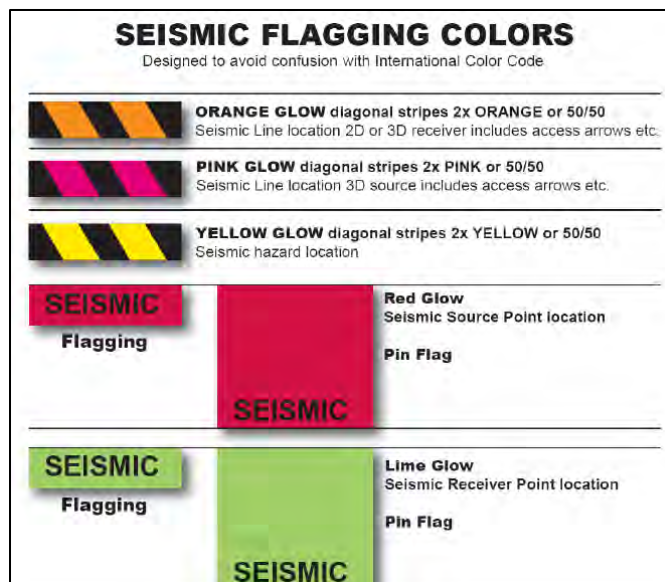 SEISMIC FLAGGING COLORS
Designed to avoid confusion with International Color Code
ORANGE GLOW diagonal stripes 2x ORANGE or 50/50
Seismic Line location 2D or 3D receiver includes access arrows etc.
PINK GLOW diagonal stripes 2x PINK or 50/50
Seismic Line location 3D source includes access arrows etc.
YELLOW GLOW diagonal stripes 2x YELLOW or 50/50
Seismic hazard location
SEISMIC
Flagging
SEISMIC
Red Glow
Seismic Source Point location
Pin Flag
SEISMIC
Flagging
SEISMIC
Lime Glow
Seismic Receiver Point location
Pin Flag